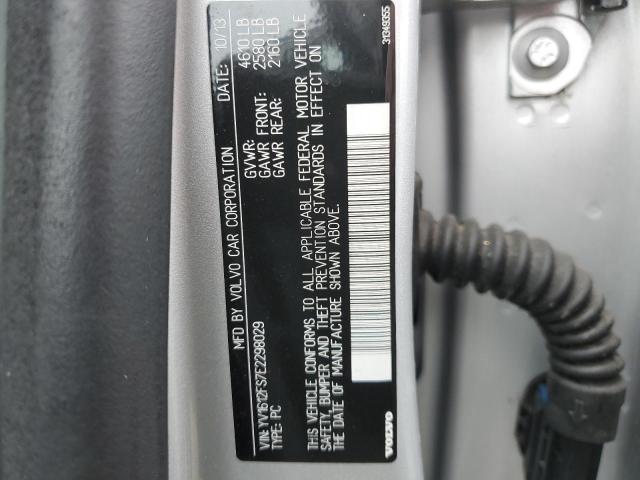 MFD BY VOLVO CAR CORPORATION DATE: 10/13
GVWR: 4610 LB
GAWR FRONT: 2580 LB
GAWR REAR: 2160 LB
VIN: YV1612FS7E2298029
TYPE: PC
THIS VEHICLE CONFORMS TO ALL APPLICABLE FEDERAL MOTOR VEHICLE
SAFETY, BUMPER AND THEFT PREVENTION STANDARDS IN EFFECT ON
THE DATE OF MANUFACTURE SHOWN ABOVE.
VOLVO 31349355